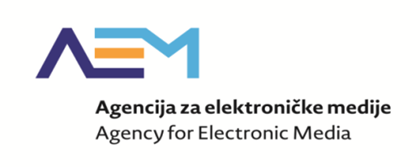 AEM
Agencija za elektroničke medije
Agency for Electronic Media